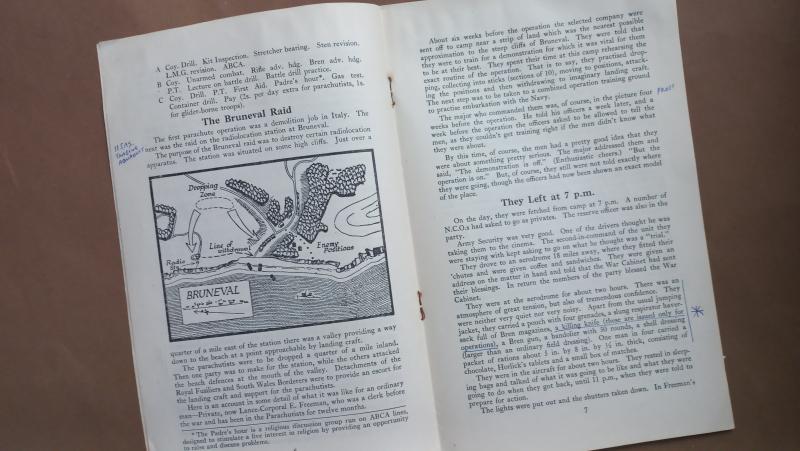 A Coy. Drill. Kit Inspection. Stretcher bearing. Sten revision.
L.M.G. revision. ABCA.
B Coy. Unarmed combat. Rifle adv. hdg. Bren adv. hdg.
P.T. Lecture on battle drill. Battle drill practice.
C Coy. Drill. P.T. First Aid. Padre's hour*. Gas test.
Container drill. Pay (2s. per day extra for parachutists, 1s.
for glider-borne troops).
The Bruneval Raid
The first parachute operation was a demolition job in Italy. The
next was the raid on the radiolocation station at Bruneval.
The purpose of the Bruneval raid was to destroy certain radiolocation
apparatus. The station was situated on some high cliffs. Just over a
Dropping
Zone
Line of
withdrawal
Enemy
Positions
Radio
Stn
BRUNEVAL
quarter of a mile east of the station there was a valley providing a way
down to the beach at a point approachable by landing craft.
The parachutists were to be dropped a quarter of a mile inland.
Then one party was to make for the station, while the others attacked
the beach defences at the mouth of the valley. Detachments of the
Royal Fusiliers and South Wales Borderers were to provide an escort for
the landing craft and support for the parachutists.
Here is an account in some detail of what it was like for an ordinary
man—Private, now Lance-Corporal E. Freeman, who was a clerk before
the war and has been in the Parachutists for twelve months.
* The Padre's hour is a religious discussion group run on ABCA lines,
designed to stimulate a live interest in religion by providing an opportunity
to raise and discuss problems.
About six weeks before the operation the selected company were
sent off to camp near a strip of land which was the nearest possible
approximation to the steep cliffs of Bruneval. They were told that
they were to train for a demonstration for which it was vital for them
to be at their best. They spent their time at this camp rehearsing the
exact routine of the operation. That is to say, they practised drop-
ping, collecting into sticks (sections of 10), moving to positions, attack-
ing the positions and then withdrawing to imaginary landing craft.
The next step was to be taken to a combined operation training ground
to practise embarkation with the Navy.
The major who commanded them was, of course, in the picture four
weeks before the operation. He told his officers a week later, and a
week before the operation the officers asked to be allowed to tell the
men, as they couldn't get training right if the men didn't know what
they were about.
By this time, of course, the men had a pretty good idea that they
were about something pretty serious. The major addressed them and
said, "The demonstration is off." (Enthusiastic cheers.) "But the
operation is on." But, of course, they still were not told exactly where
they were going, though the officers had now been shown an exact model
of the place.
They Left at 7 p.m.
On the day, they were fetched from camp at 7 p.m. A number of
N.C.O.s had asked to go as privates. The reserve officer was also in the
party.
Army Security was very good. One of the drivers thought he was
taking them to the cinema. The second-in-command of the unit they
were staying with kept asking to go on what he thought was a "trial."
They drove to an aerodrome 18 miles away, where they fitted their
'chutes and were given coffee and sandwiches. They were given an
address on the matter in hand and told that the War Cabinet had sent
their blessings. In return the members of the party blessed the War
Cabinet.
They were at the aerodrome for about two hours. There was an
atmosphere of great tension, but also of tremendous confidence. They
were neither very quiet nor very noisy. Apart from the usual jumping
jacket, they carried a pouch with four grenades, a slung respirator haver-
sack full of Bren magazines, a killing knife (these are issued only for
operations), a Bren gun, a bandolier with 50 rounds, a shell dressing
(larger than an ordinary field dressing). One man in four carried a
packet of rations about 3 in. by 8 in. by 1½ in. thick, consisting of
chocolate, Horlick's tablets and a small box of matches.
They were in the aircraft for about two hours. They rested in sleep-
ing bags and talked of what it was going to be like and what they were
going to do when they got back, until 11 p.m., when they were told to
prepare for action.
The lights were put out and the shutters taken down. In Freeman's
7